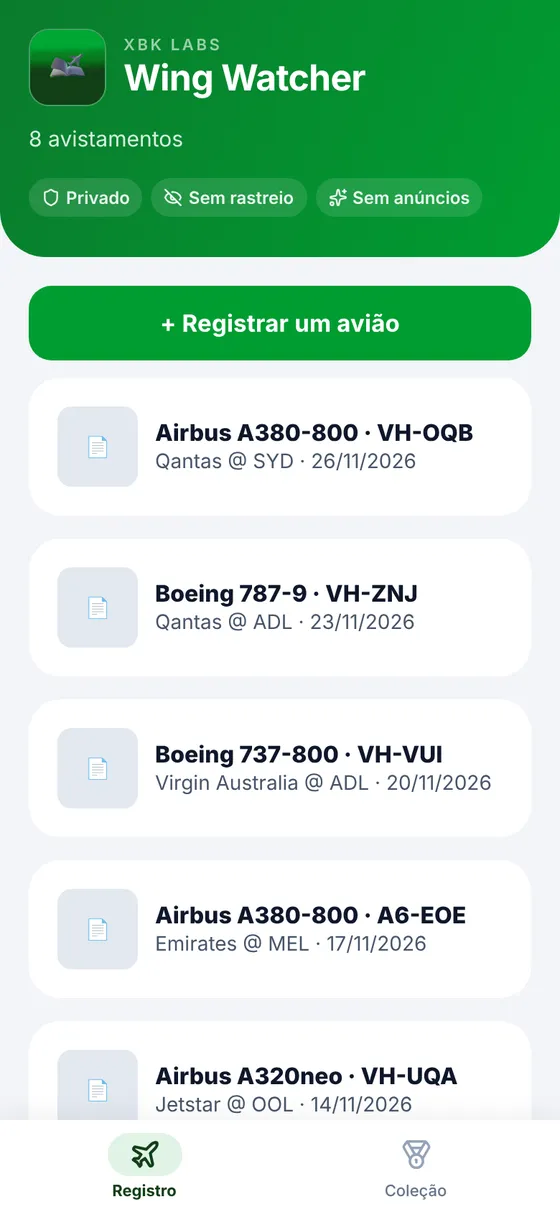 XBK LABS
Wing Watcher
8 avistamentos
Privado
Sem rastreio
Sem anúncios
+ Registrar um avião
Airbus A380-800 · VH-OQB
Qantas @ SYD · 26/11/2026
Boeing 787-9 · VH-ZNJ
Qantas @ ADL · 23/11/2026
Boeing 737-800 · VH-VUI
Virgin Australia @ ADL · 20/11/2026
Airbus A380-800 · A6-EOE
Emirates @ MEL · 17/11/2026
Airbus A320neo · VH-UQA
Jetstar @ OOL · 14/11/2026
Registro
Coleção